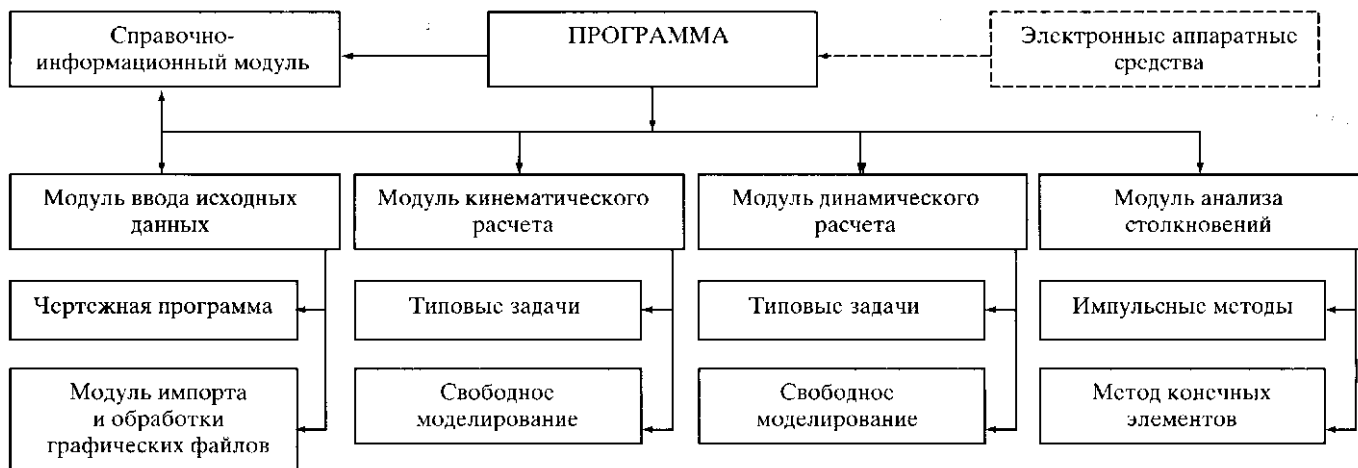 Справочно-
информационный модуль
ПРОГРАММА
Электронные аппаратные
средства
Модуль ввода исходных
данных
Модуль кинематического
расчета
Модуль динамического
расчета
Модуль анализа
столкновений
Чертежная программа
Типовые задачи
Типовые задачи
Импульсные методы
Модуль импорта
и обработки
графических файлов
Свободное
моделирование
Свободное
моделирование
Метод конечных
элементов